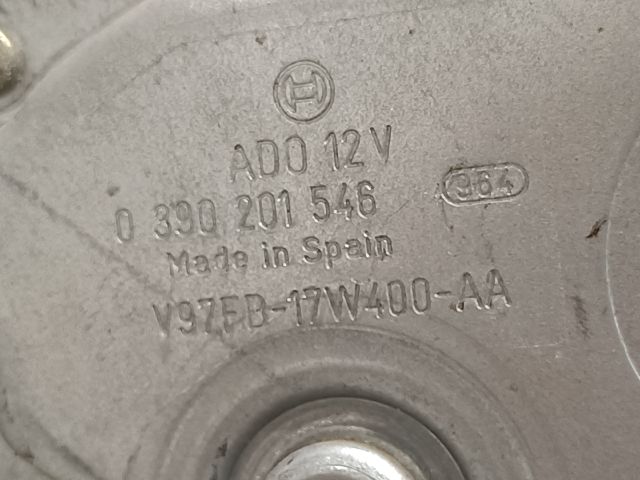 ADO 12V
0 390 201 546
964
Made in Spain
V97FB-17W400-AA